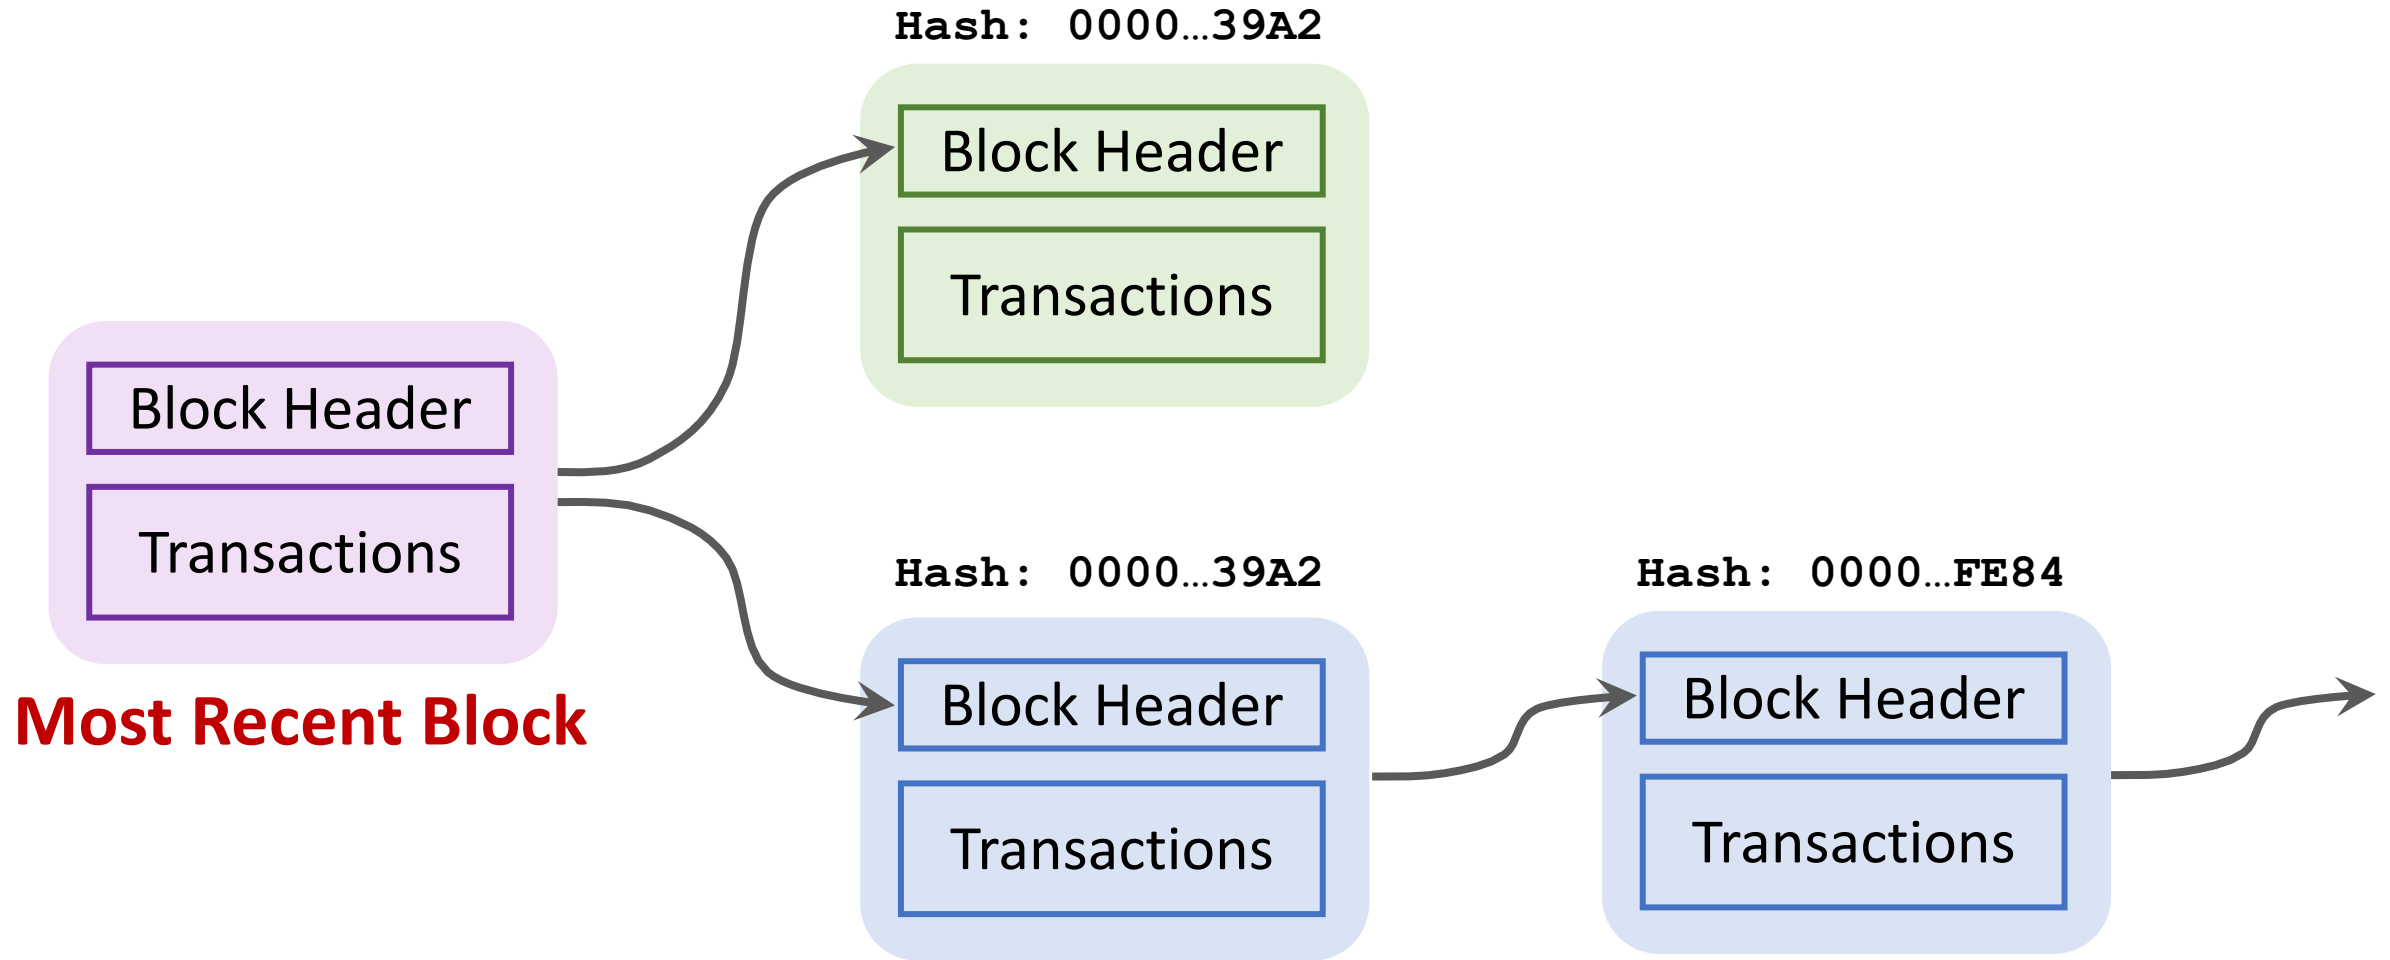 Hash: 0000…39A2
Block Header
Transactions
Block Header
Transactions
Most Recent Block
Hash: 0000…39A2
Block Header
Transactions
Hash: 0000…FE84
Block Header
Transactions